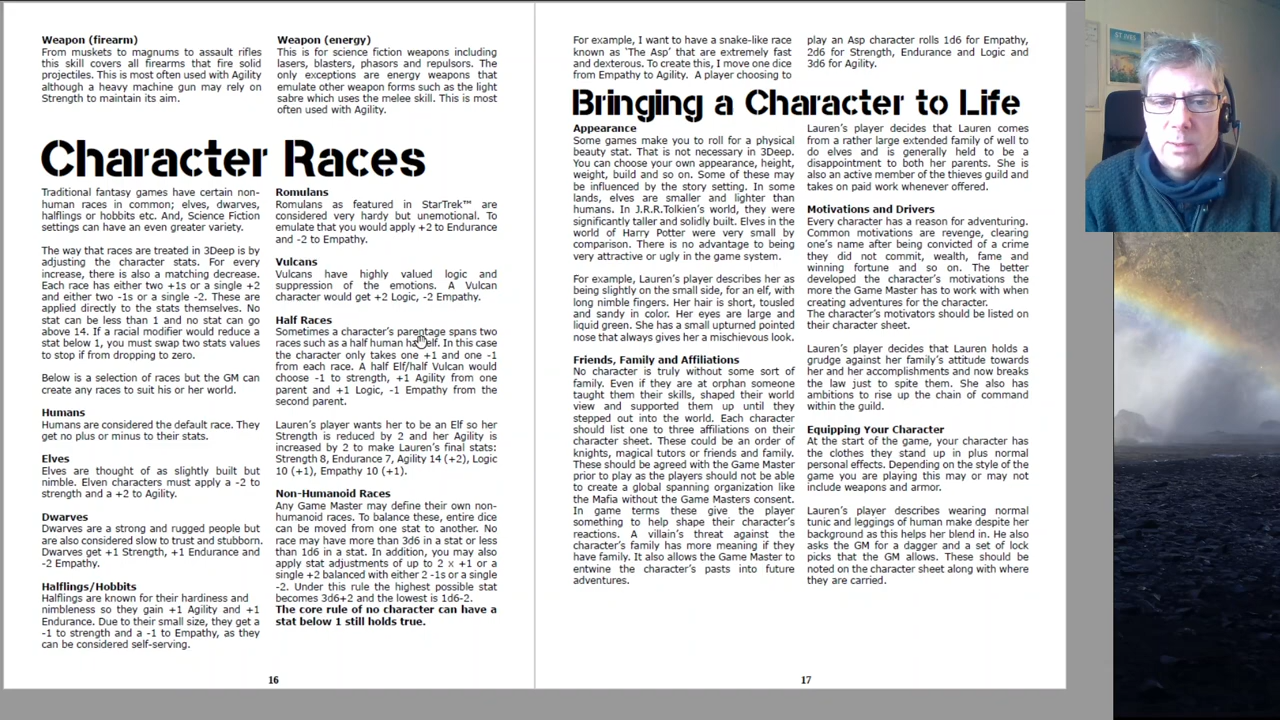 Weapon (firearm)
From muskets to magnums to assault rifles
this skill covers all firearms that fire solid
projectiles. This is most often used with Agility
although a heavy machine gun may rely on
Strength to maintain its aim.
Weapon (energy)
This is for science fiction weapons including
lasers, blasters, phasors and repulsors. The
only exceptions are energy weapons that
emulate other weapon forms such as the light
sabre which uses the melee skill. This is most
often used with Agility.
Character Races
Traditional fantasy games have certain non-
human races in common; elves, dwarves,
halflings or hobbits etc. And, Science Fiction
settings can have an even greater variety.
The way that races are treated in 3Deep is by
adjusting the character stats. For every
increase, there is also a matching decrease.
Each race has either two +1s or a single +2
and either two -1s or a single -2. These are
applied directly to the stats themselves. No
stat can be less than 1 and no stat can go
above 14. If a racial modifier would reduce a
stat below 1, you must swap two stats values
to stop if from dropping to zero.
Below is a selection of races but the GM can
create any races to suit his or her world.
Humans
Humans are considered the default race. They
get no plus or minus to their stats.
Elves
Elves are thought of as slightly built but
nimble. Elven characters must apply a -2 to
strength and a +2 to Agility.
Dwarves
Dwarves are a strong and rugged people but
are also considered slow to trust and stubborn.
Dwarves get +1 Strength, +1 Endurance and
-2 Empathy.
Halflings/Hobbits
Halflings are known for their hardiness and
nimbleness so they gain +1 Agility and +1
Endurance. Due to their small size, they get a
-1 to strength and a -1 to Empathy, as they
can be considered self-serving.
Romulans
Romulans as featured in StarTrek™ are
considered very hardy but unemotional. To
emulate that you would apply +2 to Endurance
and -2 to Empathy.
Vulcans
Vulcans have highly valued logic and
suppression of the emotions. A Vulcan
character would get +2 Logic, -2 Empathy.
Half Races
Sometimes a character's parentage spans two
races such as a half human half elf. In this case
the character only takes one +1 and one -1
from each race. A half Elf/half Vulcan would
choose -1 to strength, +1 Agility from one
parent and +1 Logic, -1 Empathy from the
second parent.
Lauren's player wants her to be an Elf so her
Strength is reduced by 2 and her Agility is
increased by 2 to make Lauren's final stats:
Strength 8, Endurance 7, Agility 14 (+2), Logic
10 (+1), Empathy 10 (+1).
Non-Humanoid Races
Any Game Master may define their own non-
humanoid races. To balance these, entire dice
can be moved from one stat to another. No
race may have more than 3d6 in a stat or less
than 1d6 in a stat. In addition, you may also
apply stat adjustments of up to 2 x +1 or a
single +2 balanced with either 2 -1s or a single
-2. Under this rule the highest possible stat
becomes 3d6+2 and the lowest is 1d6-2.
The core rule of no character can have a
stat below 1 still holds true.
16
For example, I want to have a snake-like race
known as 'The Asp' that are extremely fast
and dexterous. To create this, I move one dice
from Empathy to Agility. A player choosing to
play an Asp character rolls 1d6 for Empathy,
2d6 for Strength, Endurance and Logic and
3d6 for Agility.
Bringing a Character to Life
Appearance
Some games make you to roll for a physical
beauty stat. That is not necessary in 3Deep.
You can choose your own appearance, height,
weight, build and so on. Some of these may
be influenced by the story setting. In some
lands, elves are smaller and lighter than
humans. In J.R.R.Tolkien's world, they were
significantly taller and solidly built. Elves in the
world of Harry Potter were very small by
comparison. There is no advantage to being
very attractive or ugly in the game system.
For example, Lauren's player describes her as
being slightly on the small side, for an elf, with
long nimble fingers. Her hair is short, tousled
and sandy in color. Her eyes are large and
liquid green. She has a small upturned pointed
nose that always gives her a mischievous look.
Friends, Family and Affiliations
No character is truly without some sort of
family. Even if they are at orphan someone
taught them their skills, shaped their world
view and supported them up until they
stepped out into the world. Each character
should list one to three affiliations on their
character sheet. These could be an order of
knights, magical tutors or friends and family.
These should be agreed with the Game Master
prior to play as the players should not be able
to create a global spanning organization like
the Mafia without the Game Masters consent.
In game terms these give the player
something to help shape their character's
reactions. A villain's threat against the
character's family has more meaning if they
have family. It also allows the Game Master to
entwine the character's pasts into future
adventures.
Lauren's player decides that Lauren comes
from a rather large extended family of well to
do elves and is generally held to be a
disappointment to both her parents. She is
also an active member of the thieves guild and
takes on paid work whenever offered.
Motivations and Drivers
Every character has a reason for adventuring.
Common motivations are revenge, clearing
one's name after being convicted of a crime
they did not commit, wealth, fame and
winning fortune and so on. The better
developed the character's motivations the
more the Game Master has to work with when
creating adventures for the character.
The character's motivators should be listed on
their character sheet.
Lauren's player decides that Lauren holds a
grudge against her family's attitude towards
her and her accomplishments and now breaks
the law just to spite them. She also has
ambitions to rise up the chain of command
within the guild.
Equipping Your Character
At the start of the game, your character has
the clothes they stand up in plus normal
personal effects. Depending on the style of the
game you are playing this may or may not
include weapons and armor.
Lauren's player describes wearing normal
tunic and leggings of human make despite her
background as this helps her blend in. He also
asks the GM for a dagger and a set of lock
picks that the GM allows. These should be
noted on the character sheet along with where
they are carried.
17
ST.IVES